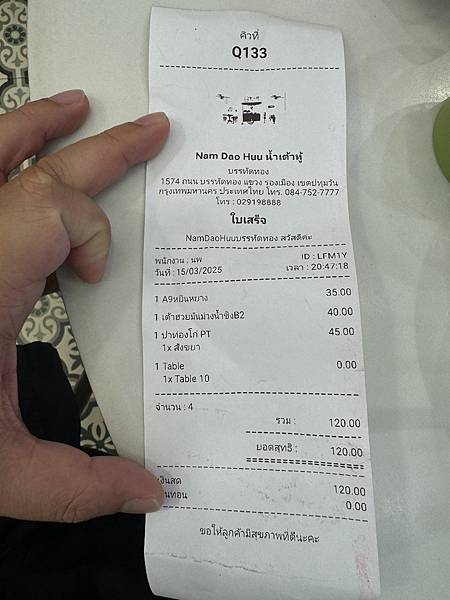 คิวที่
Q133
Nam Dao Huu น้ำเต้าหู้
บรรทัดทอง
1574 ถนน บรรทัดทอง แขวง รองเมือง เขตปทุมวัน
กรุงเทพมหานคร ประเทศไทย โทร. 084-752-7777
โทร : 029198888
ใบเสร็จ
NamDaoHuuบรรทัดทอง สวัสดีคะ
พนักงาน : นพ ID : LFM1Y
วันที่ : 15/03/2025 เวลา : 20:47:18
1 A9หยินหยาง 35.00
1 เต้าฮวยมันม่วงน้ำขิงB2 40.00
1 ปาท่องโก๋ PT 45.00
1x สังขยา
1 Table 0.00
1x Table 10
จำนวน : 4
รวม : 120.00
ยอดสุทธิ : 120.00
เงินสด 120.00
0.00
ขอให้ลูกค้ามีสุขภาพที่ดีนะคะ